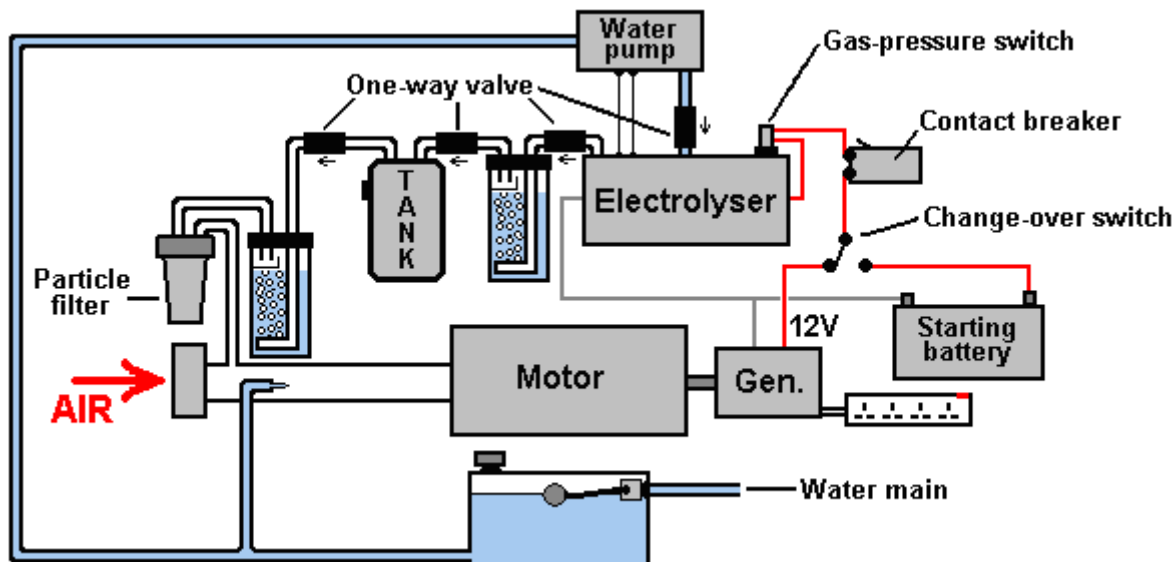 Water
pump
Gas-pressure switch
One-way valve
Contact breaker
TANK
Electrolyser
Change-over switch
Particle
filter
12V
Starting
battery
Motor
Gen.
AIR
Water main